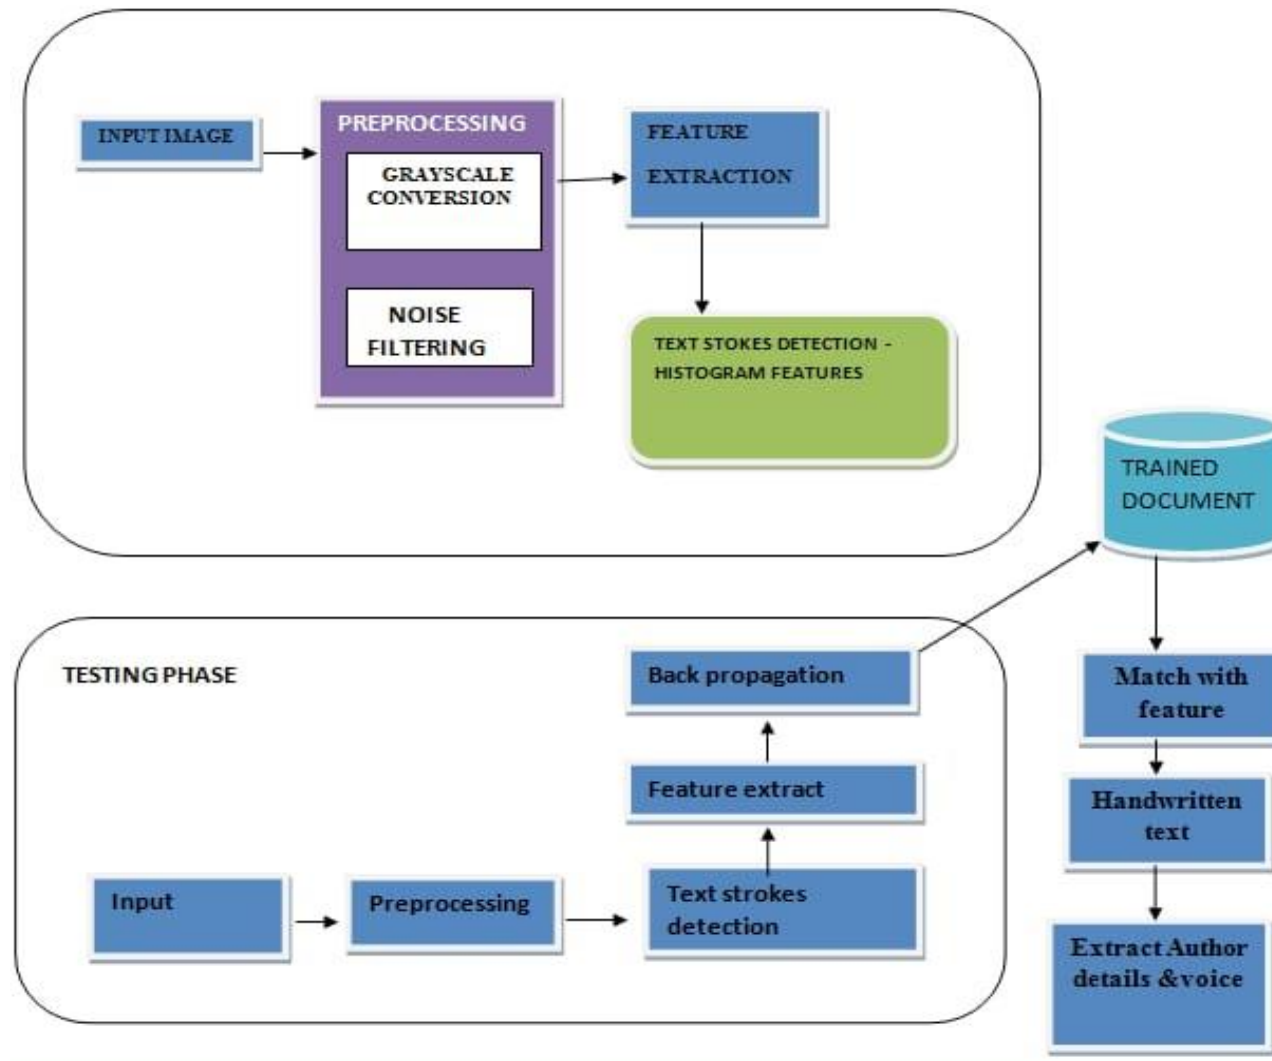 INPUT IMAGE
PREPROCESSING
GRAYSCALE
CONVERSION
NOISE
FILTERING
FEATURE
EXTRACTION
TEXT STOKES DETECTION -
HISTOGRAM FEATURES
TRAINED
DOCUMENT
TESTING PHASE
Input
Preprocessing
Text strokes
detection
Feature extract
Back propagation
Match with
feature
Handwritten
text
Extract Author
details &voice